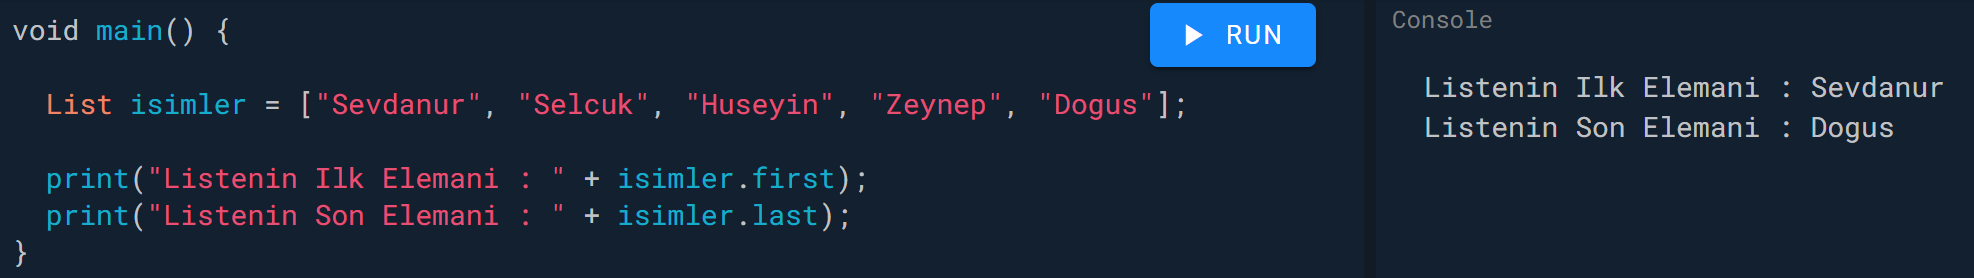 void main() {
RUN
List isimler = ["Sevdanur", "Selcuk", "Huseyin", "Zeynep", "Dogus"];
print("Listenin Ilk Elemani : " + isimler.first);
print("Listenin Son Elemani : " + isimler.last);
}
Console
Listenin Ilk Elemani : Sevdanur
Listenin Son Elemani : Dogus